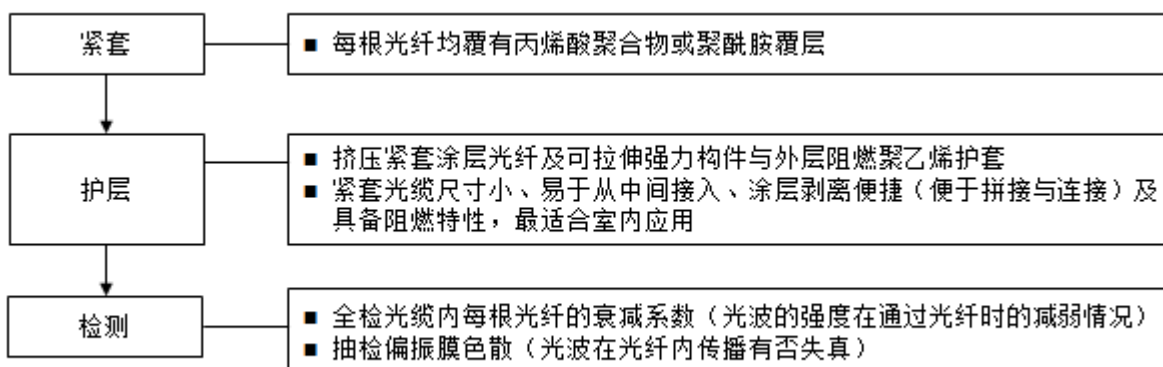 紧套
■ 每根光纤均覆有丙烯酸聚合物或聚酰胺覆层
护层
■ 挤压紧套涂层光纤及可拉伸强力构件与外层阻燃聚乙烯护套
■ 紧套光缆尺寸小、易于从中间接入、涂层剥离便捷（便于拼接与连接）及
具备阻燃特性，最适合室内应用
检测
■ 全检光缆内每根光纤的衰减系数（光波的强度在通过光纤时的减弱情况）
■ 抽检偏振膜色散（光波在光纤内传播有否失真）